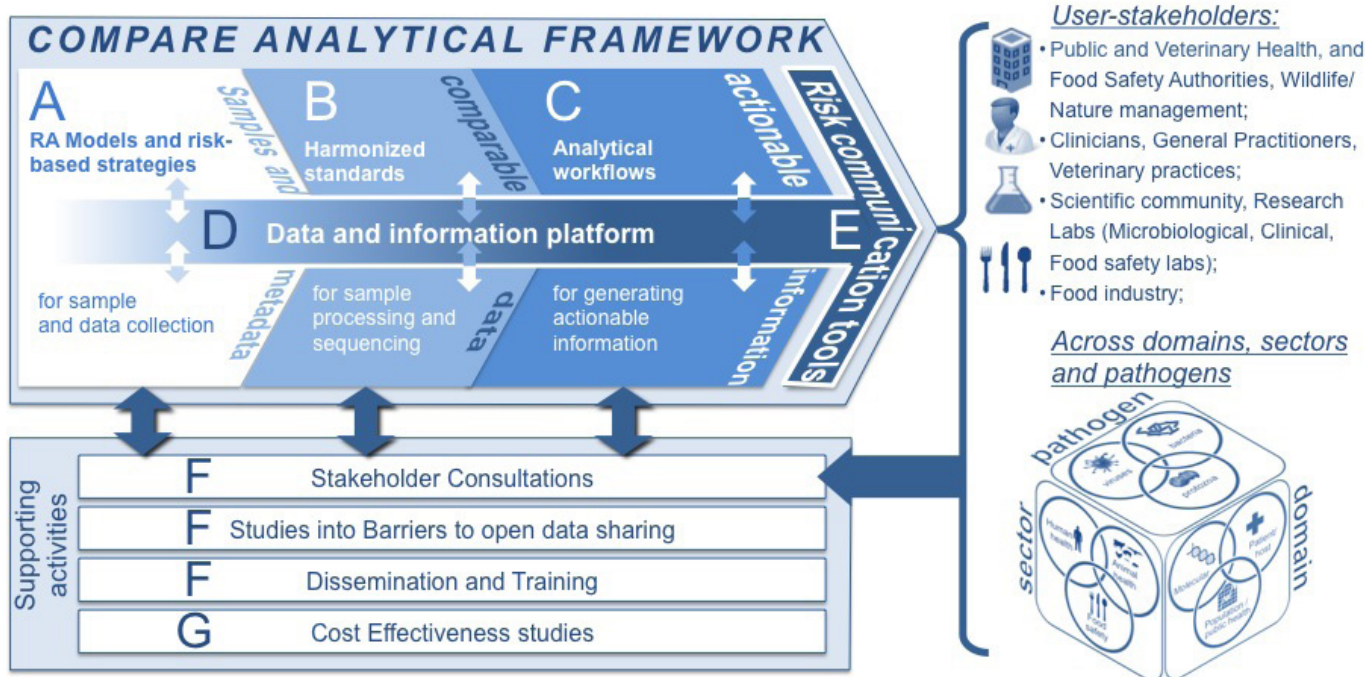 COMPARE ANALYTICAL FRAMEWORK
A
RA Models and risk-
based strategies
for sample
and data collection
Samples and
metadata
B
Harmonized
standards
for sample
processing and
sequencing
comparable
data
C
Analytical
workflows
for generating
actionable
information
actionable
information
D
Data and information platform
E
Risk communication tools
Supporting
activities
F
Stakeholder Consultations
F
Studies into Barriers to open data sharing
F
Dissemination and Training
G
Cost Effectiveness studies
User-stakeholders:
• Public and Veterinary Health, and
Food Safety Authorities, Wildlife/
Nature management;
• Clinicians, General Practitioners,
Veterinary practices;
• Scientific community, Research
Labs (Microbiological, Clinical,
Food safety labs);
• Food industry;
Across domains, sectors
and pathogens
pathogen
bacteria
viruses
protozoa
sector
Human
health
Animal
health
Food
safety
domain
Patient/
host
Molecular
Population /
public health